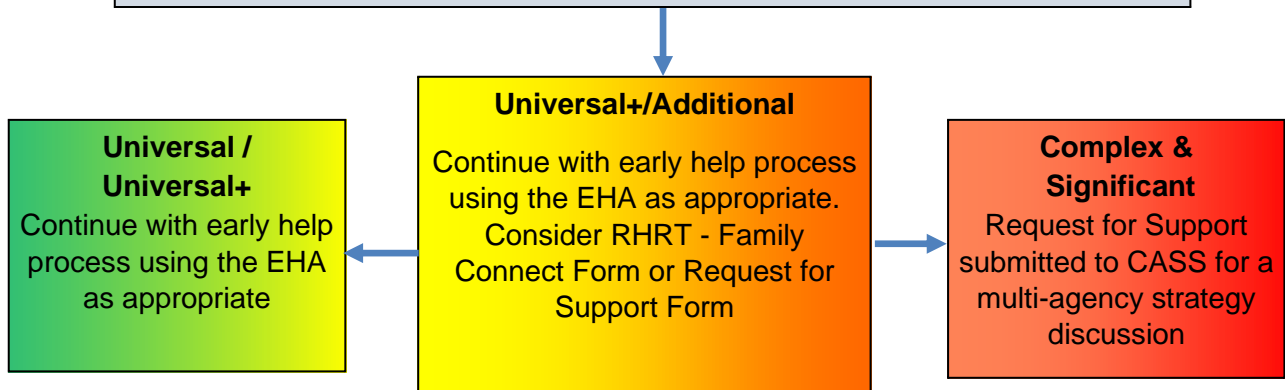 Universal /
Universal+
Continue with early help
process using the EHA
as appropriate
Universal+/Additional
Continue with early help process
using the EHA as appropriate.
Consider RHRT - Family
Connect Form or Request for
Support Form
Complex &
Significant
Request for Support
submitted to CASS for a
multi-agency strategy
discussion